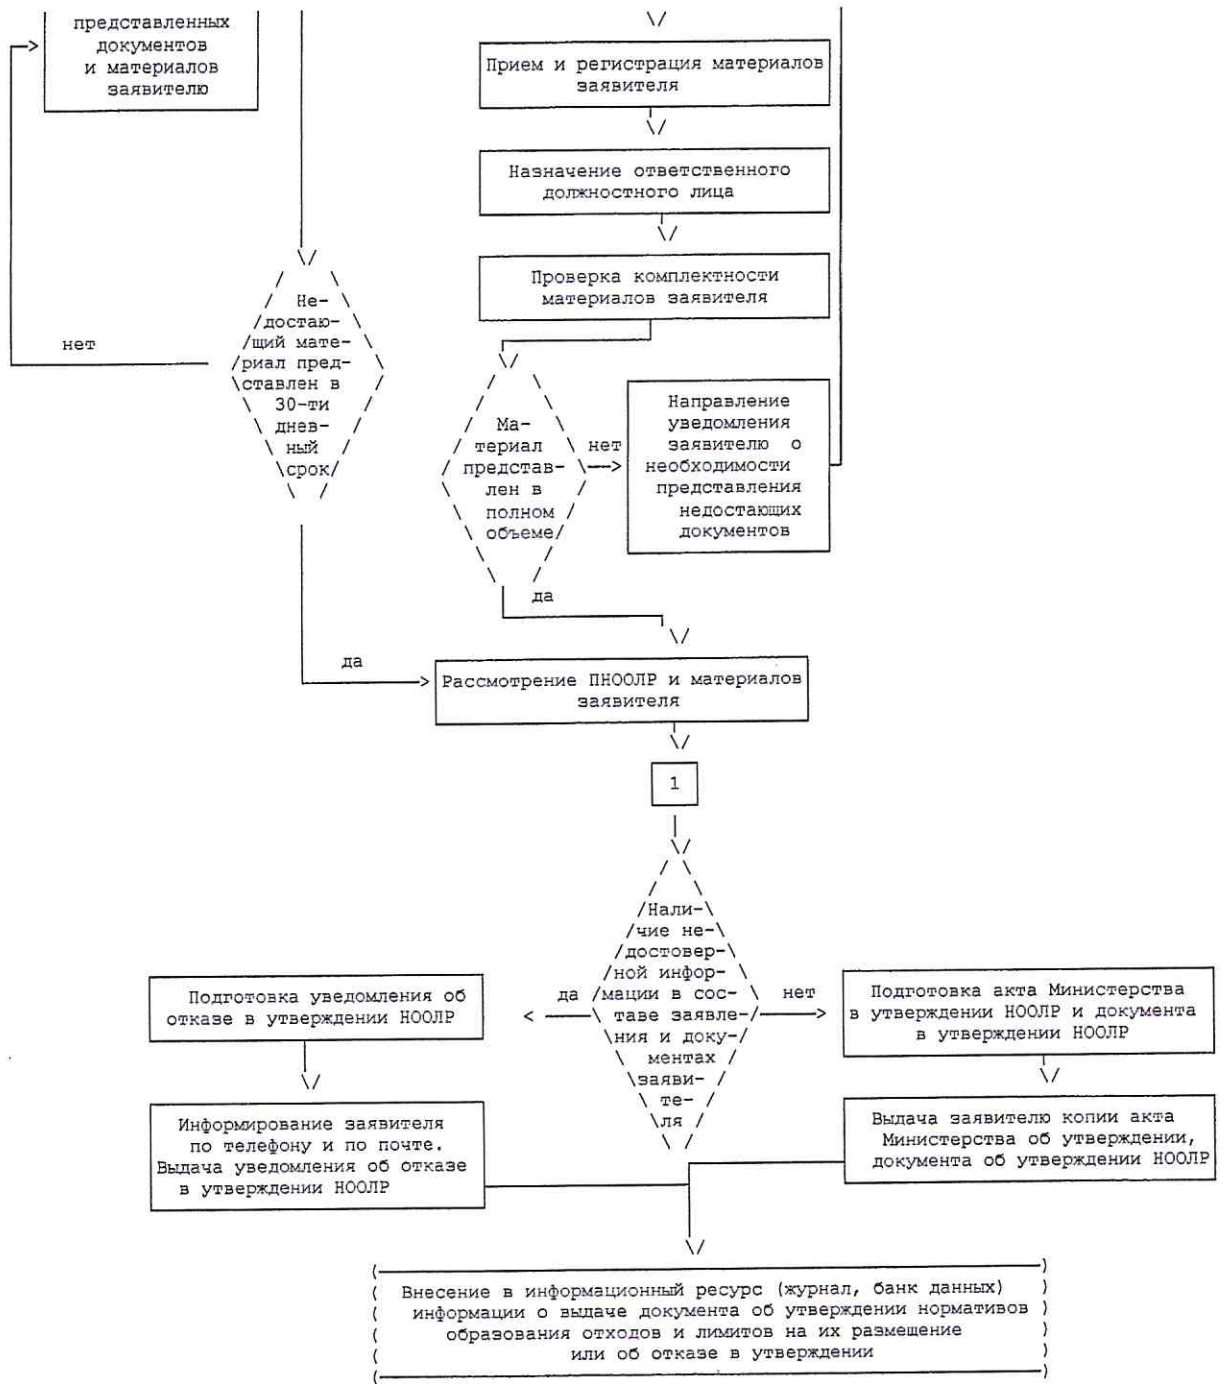 представленных
документов
и материалов
заявителю
Прием и регистрация материалов
заявителя
Назначение ответственного
должностного лица
Проверка комплектности
материалов заявителя
Не-
достаю-
щий мате-
риал пред-
ставлен в
30-ти
днев-
ный
срок
нет
Ма-
териал
представ-
лен в
полном
объеме
нет
Направление
уведомления
заявителю о
необходимости
представления
недостающих
документов
да
да
Рассмотрение ПНООЛР и материалов
заявителя
1
Нали-
чие не-
достовер-
ной инфор-
мации в сос-
таве заявле-
ния и доку-
ментах
заяви-
те-
ля
да
нет
Подготовка уведомления об
отказе в утверждении НООЛР
Подготовка акта Министерства
в утверждении НООЛР и документа
в утверждении НООЛР
Информирование заявителя
по телефону и по почте.
Выдача уведомления об отказе
в утверждении НООЛР
Выдача заявителю копии акта
Министерства об утверждении,
документа об утверждении НООЛР
Внесение в информационный ресурс (журнал, банк данных)
информации о выдаче документа об утверждении нормативов
образования отходов и лимитов на их размещение
или об отказе в утверждении